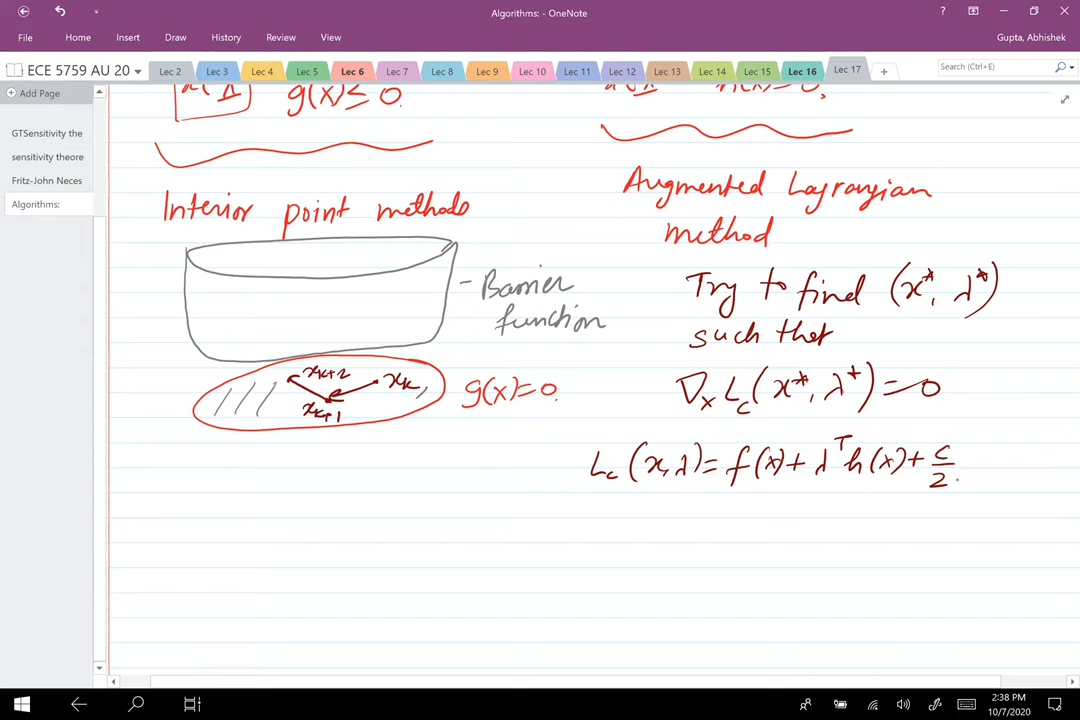 Algorithms: - OneNote
Gupta, Abhishek
File Home Insert Draw History Review View
ECE 5759 AU 20
Lec 2 Lec 3 Lec 4 Lec 5 Lec 6 Lec 7 Lec 8 Lec 9 Lec 10 Lec 11 Lec 12 Lec 13 Lec 14 Lec 15 Lec 16 Lec 17
Search (Ctrl+E)
Add Page
GTSensitivity the
sensitivity theore
Fritz-John Neces
Algorithms:
g(x) ≤ 0
h(x) = 0
Interior point methods
Barrier
function
x_{k+2}
x_k
x_{k+1}
g(x) = 0.
Augmented Lagrangian
method
Try to find (x*, λ*)
such that
∇_x L_c(x*, λ*) = 0
L_c(x, λ) = f(x) + λ^T h(x) + c/2
2:38 PM
10/7/2020